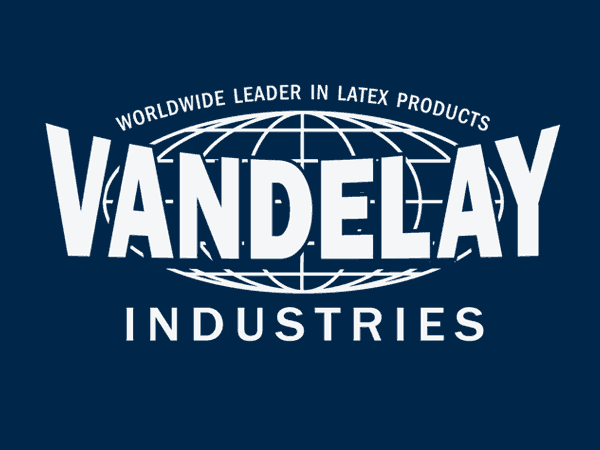 WORLDWIDE LEADER IN LATEX PRODUCTS
VANDELAY
INDUSTRIES